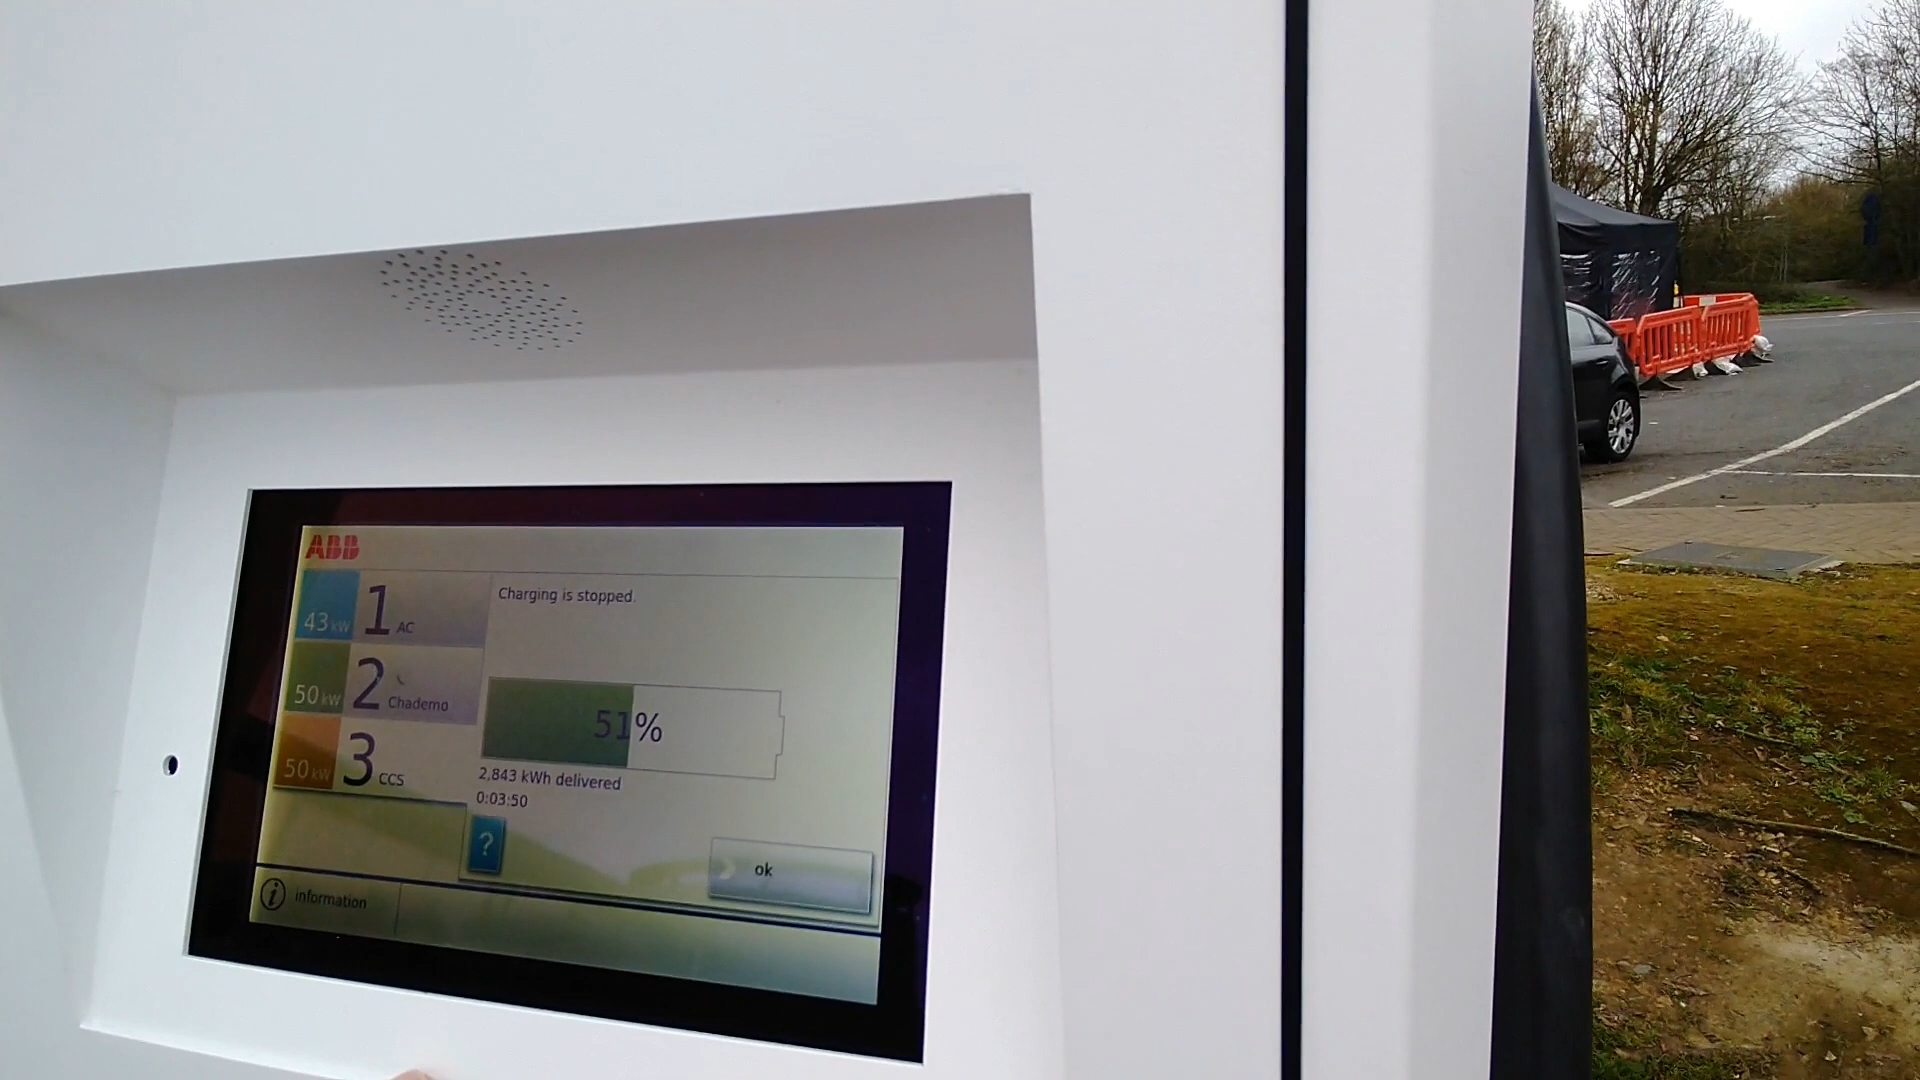 ABB
43 kW 1 AC
50 kW 2 Chademo
50 kW 3 CCS
Charging is stopped.
51%
2,843 kWh delivered
0:03:50
?
ok
i information